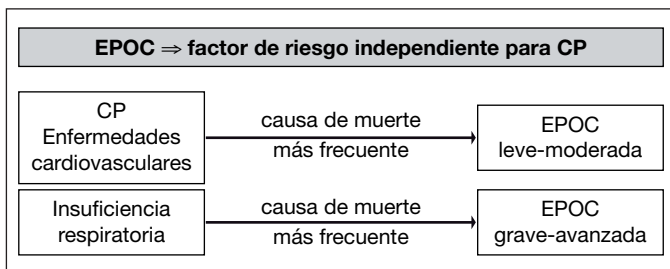 EPOC ⇒ factor de riesgo independiente para CP
CP
Enfermedades
cardiovasculares
causa de muerte
más frecuente
EPOC
leve-moderada
Insuficiencia
respiratoria
causa de muerte
más frecuente
EPOC
grave-avanzada